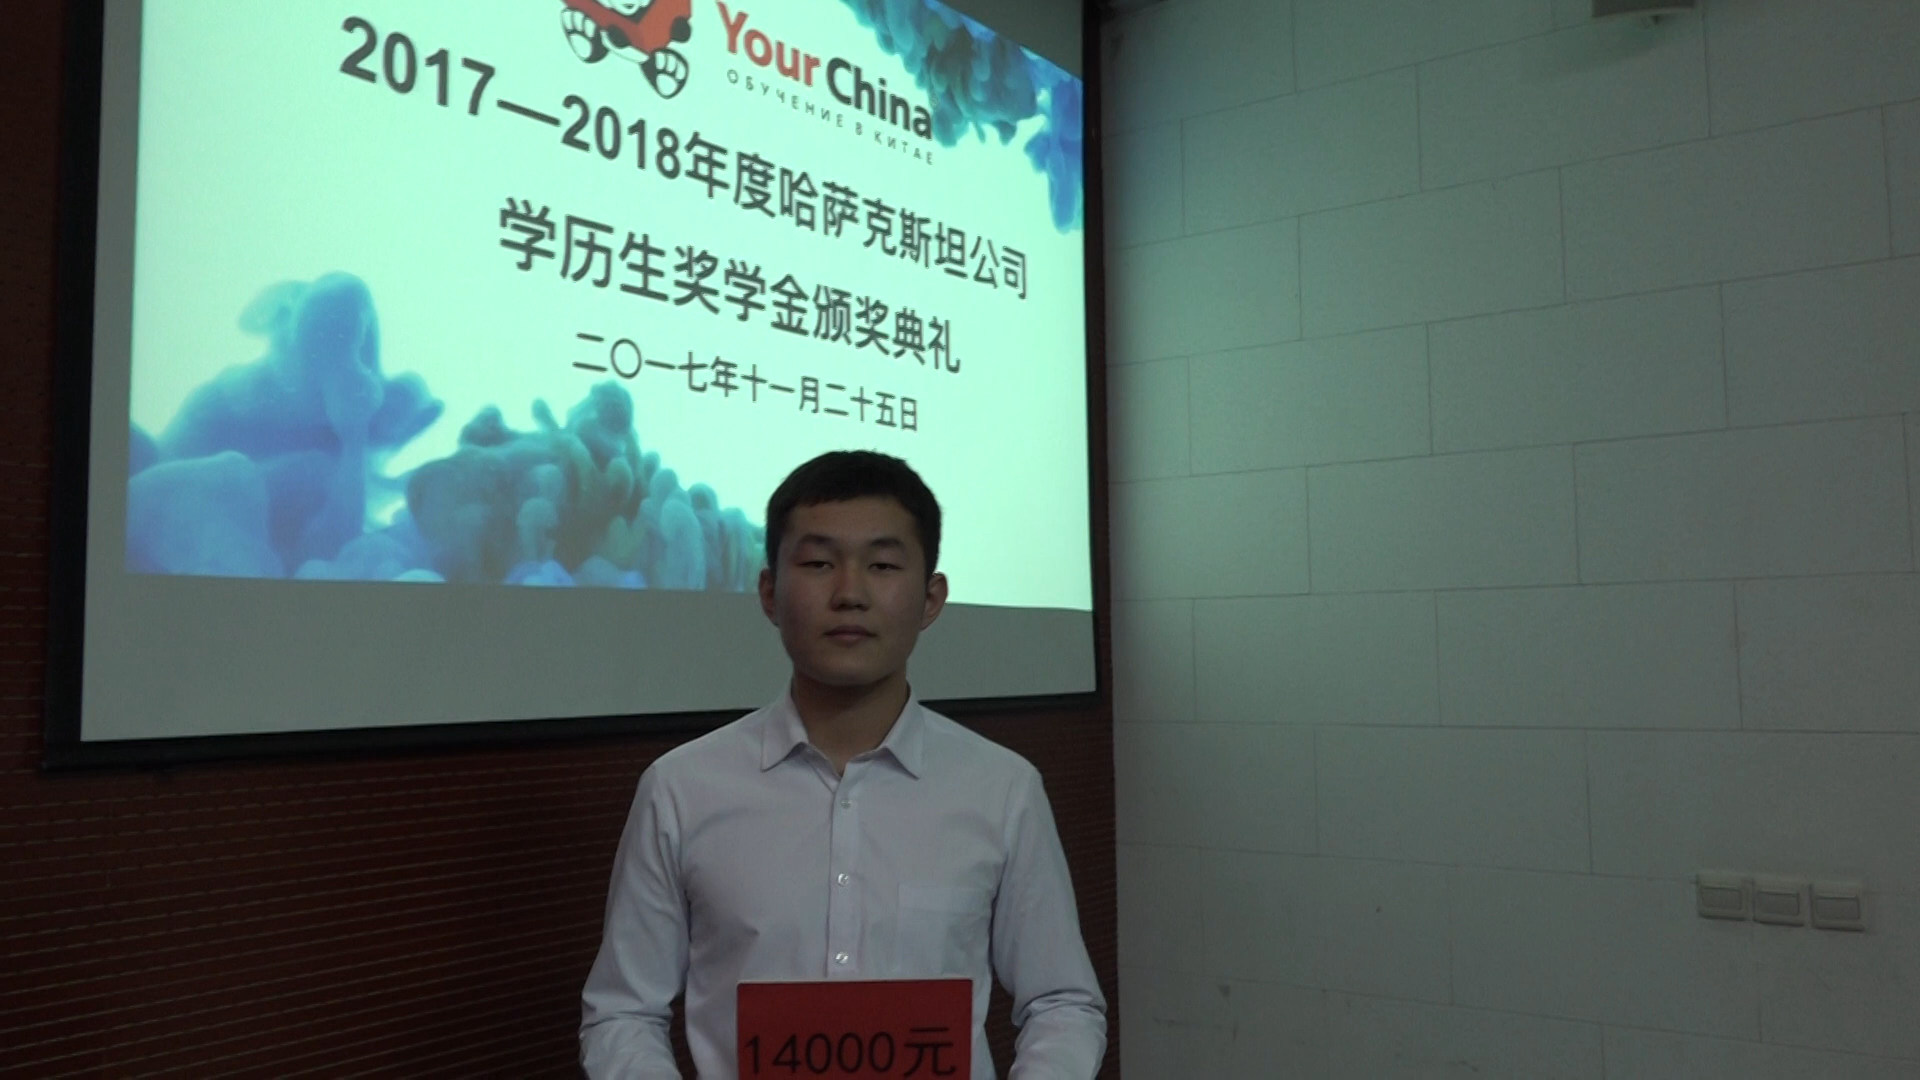 YourChina
ОБУЧЕНИЕ В КИТАЕ
2017—2018年度哈萨克斯坦公司
学历生奖学金颁奖典礼
二〇一七年十一月二十五日
14000元